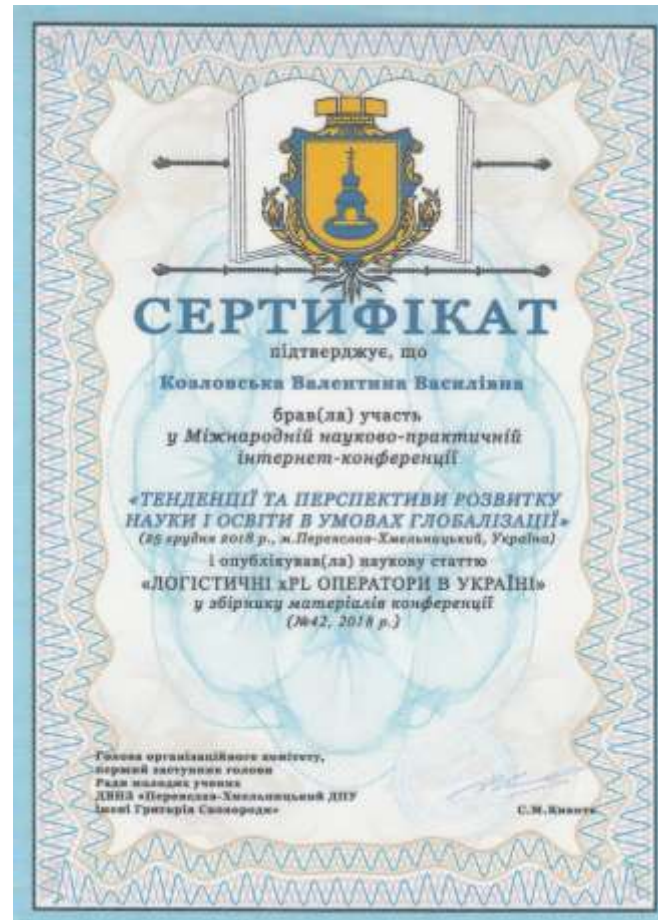 СЕРТИФІКАТ
підтверджує, що
Козловська Валентина Василівна
брав(ла) участь
у Міжнародній науково-практичній
інтернет-конференції
«ТЕНДЕНЦІЇ ТА ПЕРСПЕКТИВИ РОЗВИТКУ
НАУКИ І ОСВІТИ В УМОВАХ ГЛОБАЛІЗАЦІЇ»
(25 грудня 2018 р., м.Переяслав-Хмельницький, Україна)
і опублікував(ла) наукову статтю
«ЛОГІСТИЧНІ xPL ОПЕРАТОРИ В УКРАЇНІ»
у збірнику матеріалів конференції
(№42, 2018 р.)
Голова організаційного комітету,
перший заступник голови
Ради молодих учених
ДВНЗ «Переяслав-Хмельницький ДПУ
імені Григорія Сковороди»
С.М.